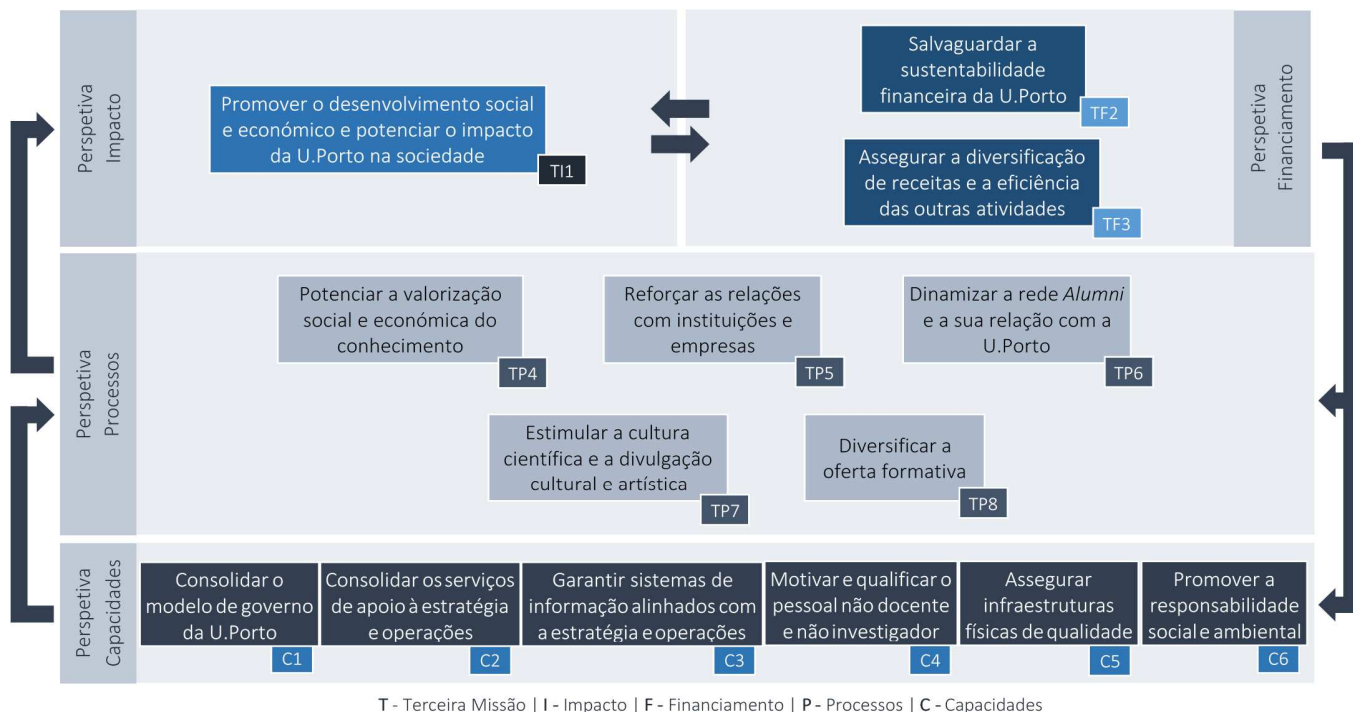 Perspetiva
Impacto
Promover o desenvolvimento social
e económico e potenciar o impacto
da U.Porto na sociedade
TI1
Salvaguardar a
sustentabilidade
financeira da U.Porto
TF2
Assegurar a diversificação
de receitas e a eficiência
das outras atividades
TF3
Perspetiva
Financiamento
Perspetiva
Processos
Potenciar a valorização
social e económica do
conhecimento
TP4
Reforçar as relações
com instituições e
empresas
TP5
Dinamizar a rede Alumni
e a sua relação com a
U.Porto
TP6
Estimular a cultura
científica e a divulgação
cultural e artística
TP7
Diversificar a
oferta formativa
TP8
Perspetiva
Capacidades
Consolidar o
modelo de governo
da U.Porto
C1
Consolidar os serviços
de apoio à estratégia
e operações
C2
Garantir sistemas de
informação alinhados com
a estratégia e operações
C3
Motivar e qualificar o
pessoal não docente
e não investigador
C4
Assegurar
infraestruturas
físicas de qualidade
C5
Promover a
responsabilidade
social e ambiental
C6
T - Terceira Missão | I - Impacto | F - Financiamento | P - Processos | C - Capacidades